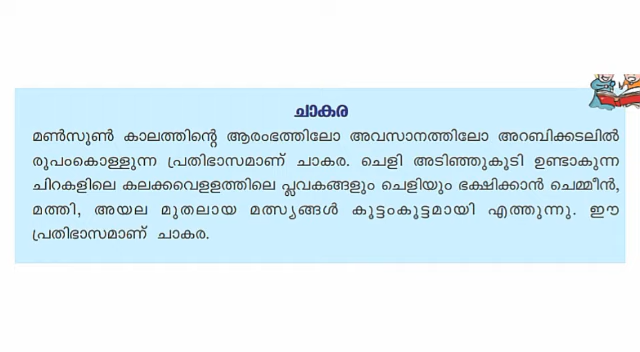 ചാകര
മൺസൂൺ കാലത്തിന്റെ ആരംഭത്തിലോ അവസാനത്തിലോ അറബിക്കടലിൽ
രൂപംകൊള്ളുന്ന പ്രതിഭാസമാണ് ചാകര. ചെളി അടിഞ്ഞുകൂടി ഉണ്ടാകുന്ന
ചിറകളിലെ കലക്കവെളളത്തിലെ പ്ലവകങ്ങളും ചെളിയും ഭക്ഷിക്കാൻ ചെമ്മീൻ,
മത്തി, അയല മുതലായ മത്സ്യങ്ങൾ കൂട്ടംകൂട്ടമായി എത്തുന്നു. ഈ
പ്രതിഭാസമാണ് ചാകര.